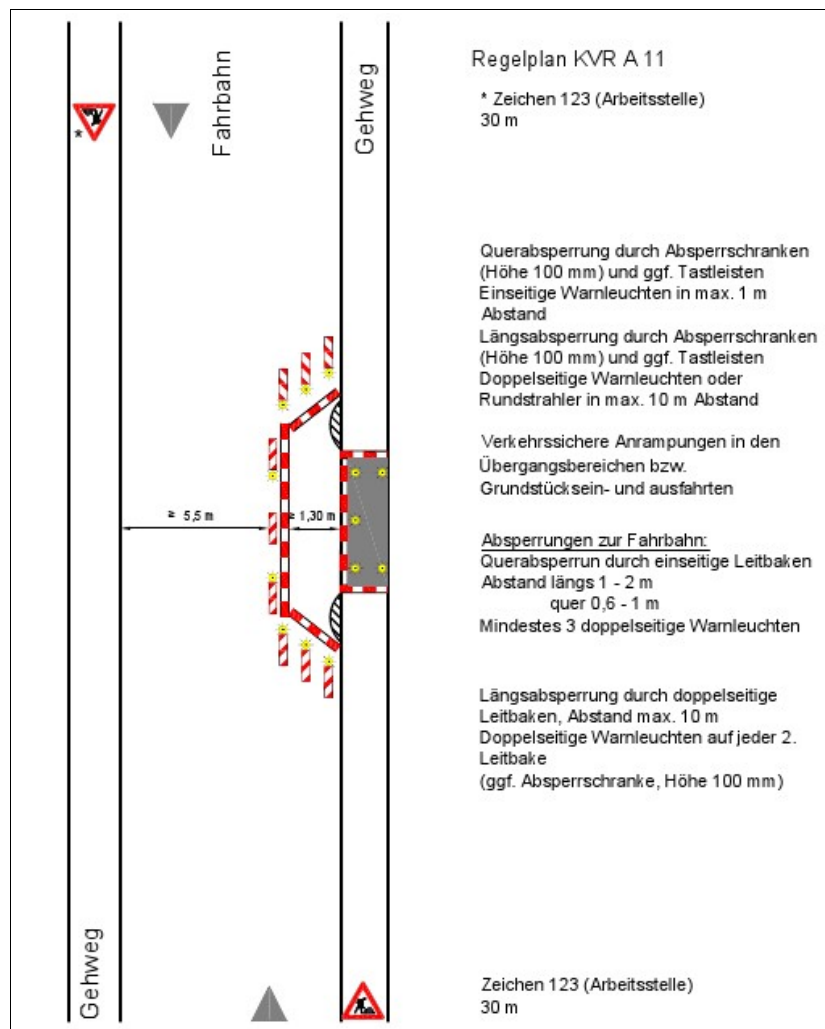 Regelplan KVR A 11
* Zeichen 123 (Arbeitsstelle)
30 m
Gehweg
Fahrbahn
*
Querabsperrung durch Absperrschranken
(Höhe 100 mm) und ggf. Tastleisten
Einseitige Warnleuchten in max. 1 m
Abstand
Längsabsperrung durch Absperrschranken
(Höhe 100 mm) und ggf. Tastleisten
Doppelseitige Warnleuchten oder
Rundstrahler in max. 10 m Abstand
Verkehrssichere Anrampungen in den
Übergangsbereichen bzw.
Grundstücksein- und ausfahrten
≥ 5,5 m
≥ 1,30 m
Absperrungen zur Fahrbahn:
Querabsperrun durch einseitige Leitbaken
Abstand längs 1 - 2 m
quer 0,6 - 1 m
Mindestes 3 doppelseitige Warnleuchten
Längsabsperrung durch doppelseitige
Leitbaken, Abstand max. 10 m
Doppelseitige Warnleuchten auf jeder 2.
Leitbake
(ggf. Absperrschranke, Höhe 100 mm)
Gehweg
Zeichen 123 (Arbeitsstelle)
30 m